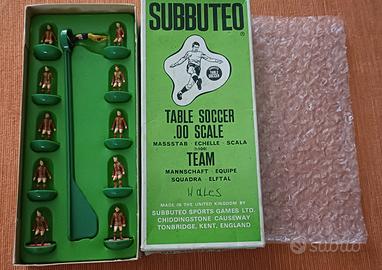 SUBBUTEO
®
TABLE SOCCER
.00 SCALE
MASSSTAB · ECHELLE · SCALA
TEAM
MANNSCHAFT · EQUIPE
SQUADRA · ELFTAL
Wales
MADE IN THE UNITED KINGDOM BY
SUBBUTEO SPORTS GAMES LTD.
CHIDDINGSTONE CAUSEWAY
TONBRIDGE, KENT, ENGLAND
subito